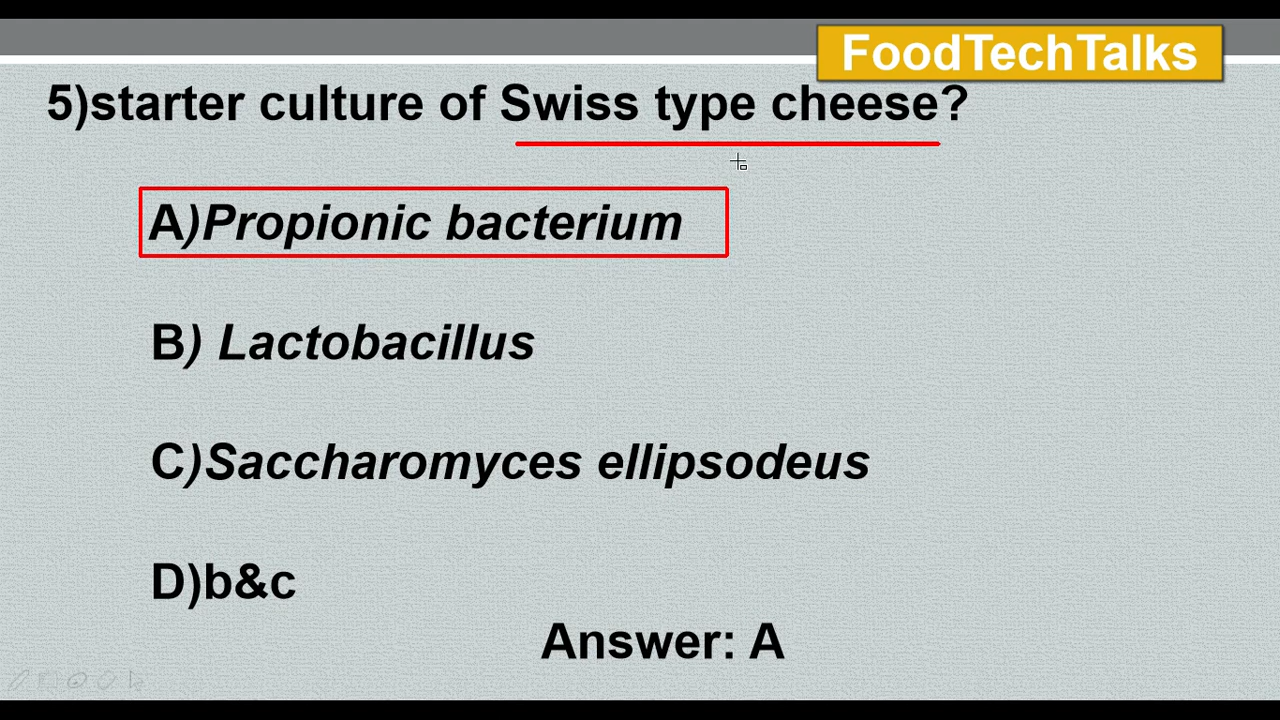 FoodTechTalks
5)starter culture of Swiss type cheese?
A)Propionic bacterium
B) Lactobacillus
C)Saccharomyces ellipsodeus
D)b&c
Answer: A